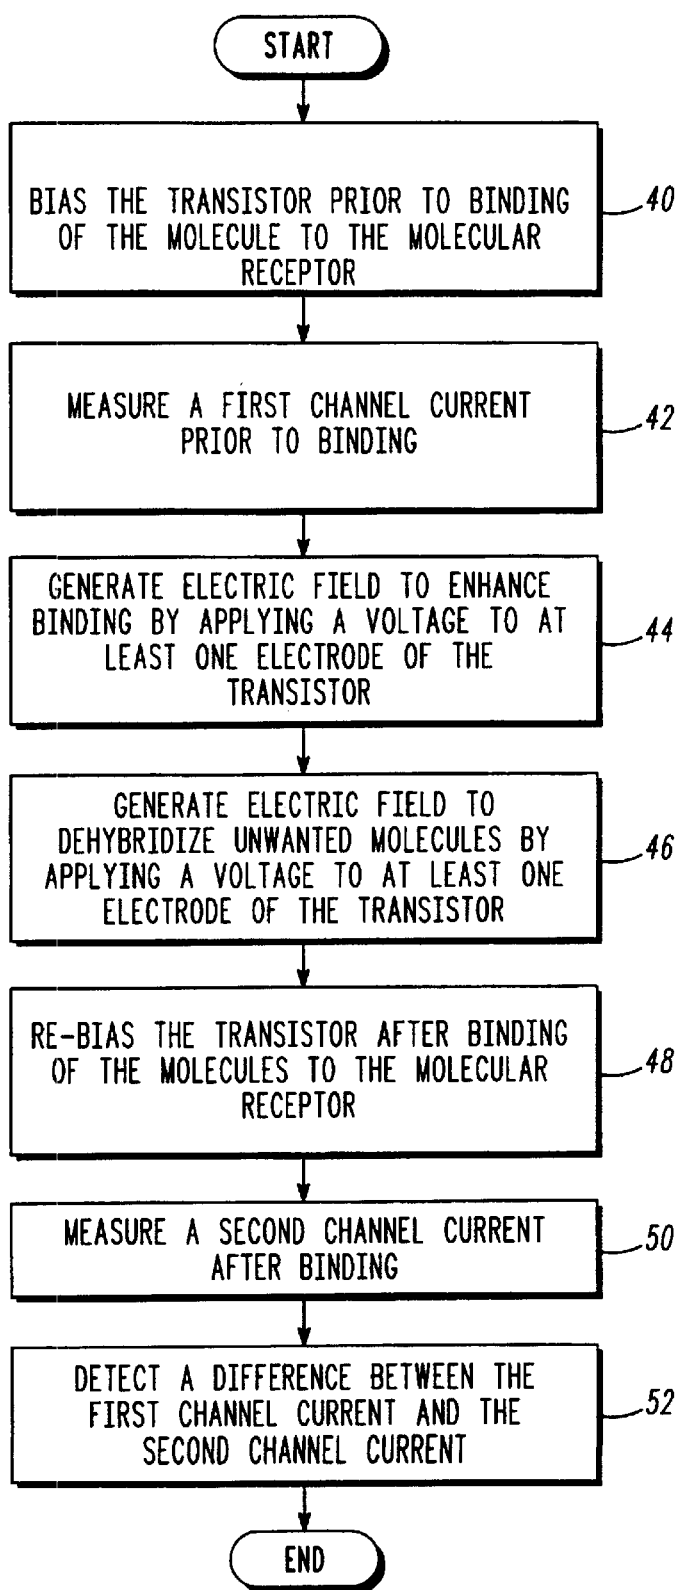 START
BIAS THE TRANSISTOR PRIOR TO BINDING
OF THE MOLECULE TO THE MOLECULAR
RECEPTOR
40
MEASURE A FIRST CHANNEL CURRENT
PRIOR TO BINDING
42
GENERATE ELECTRIC FIELD TO ENHANCE
BINDING BY APPLYING A VOLTAGE TO AT
LEAST ONE ELECTRODE OF THE
TRANSISTOR
44
GENERATE ELECTRIC FIELD TO
DEHYBRIDIZE UNWANTED MOLECULES BY
APPLYING A VOLTAGE TO AT LEAST ONE
ELECTRODE OF THE TRANSISTOR
46
RE-BIAS THE TRANSISTOR AFTER BINDING
OF THE MOLECULES TO THE MOLECULAR
RECEPTOR
48
MEASURE A SECOND CHANNEL CURRENT
AFTER BINDING
50
DETECT A DIFFERENCE BETWEEN THE
FIRST CHANNEL CURRENT AND THE
SECOND CHANNEL CURRENT
52
END